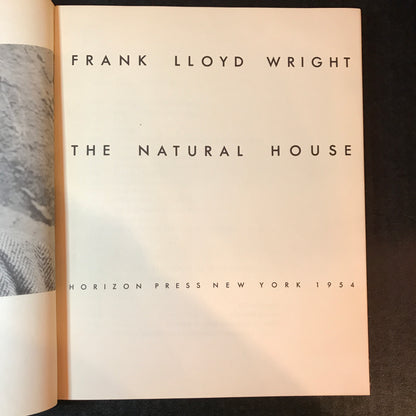 FRANK LLOYD WRIGHT
THE NATURAL HOUSE
HORIZON PRESS NEW YORK 1954